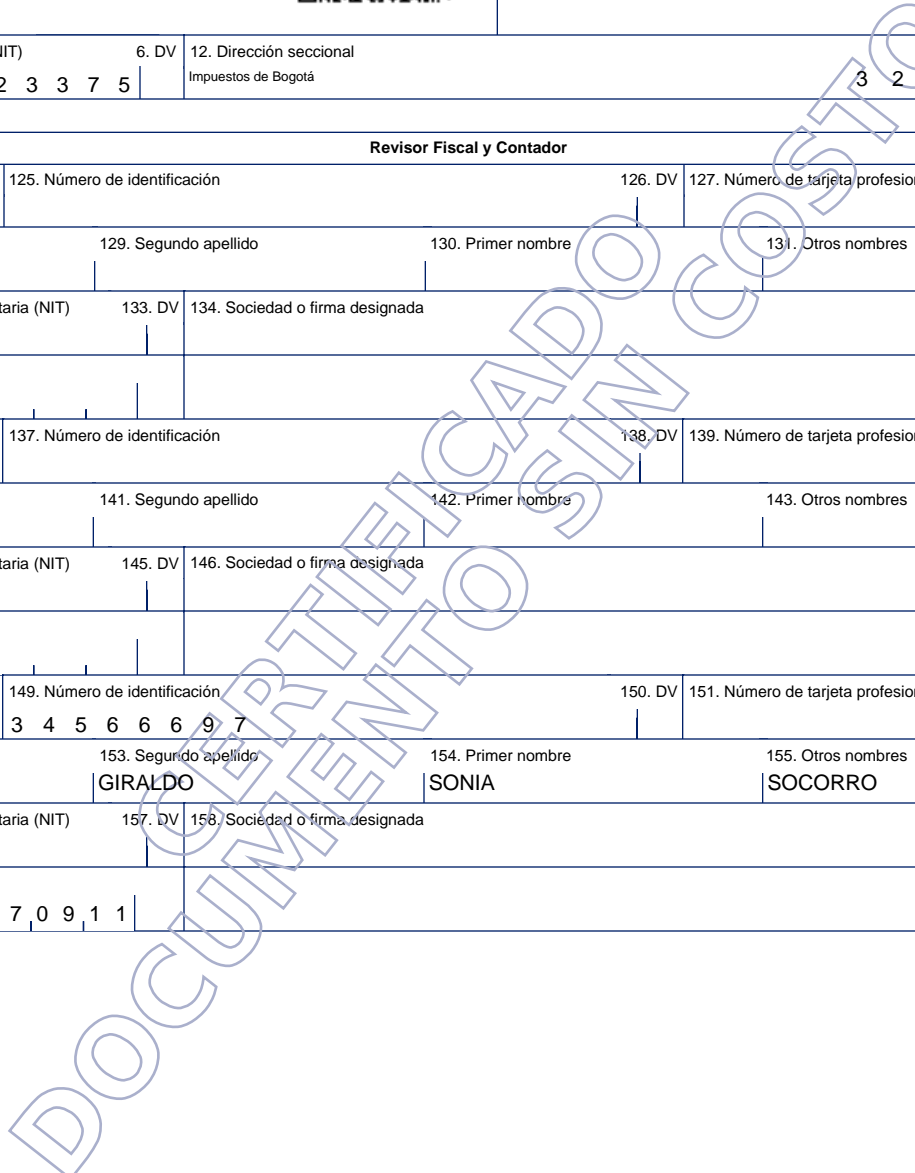 IIT) 6. DV 12. Dirección seccional
2 3 3 7 5 Impuestos de Bogotá 3 2
Revisor Fiscal y Contador
125. Número de identificación 126. DV 127. Número de tarjeta profesion
129. Segundo apellido 130. Primer nombre 131. Otros nombres
taria (NIT) 133. DV 134. Sociedad o firma designada
137. Número de identificación 138. DV 139. Número de tarjeta profesion
141. Segundo apellido 142. Primer nombre 143. Otros nombres
taria (NIT) 145. DV 146. Sociedad o firma designada
149. Número de identificación 150. DV 151. Número de tarjeta profesion
3 4 5 6 6 6 9 7
153. Segundo apellido 154. Primer nombre 155. Otros nombres
GIRALDO SONIA SOCORRO
taria (NIT) 157. DV 158. Sociedad o firma designada
7 0 9 1 1
CERTIFICADO
DOCUMENTO SIN COSTO